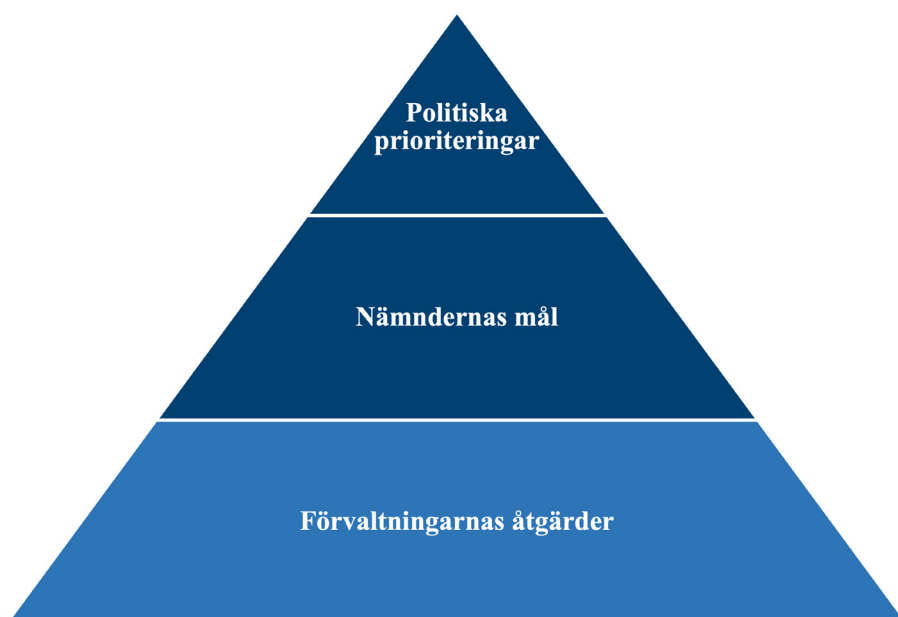 Politiska
prioriteringar
Nämndernas mål
Förvaltningarnas åtgärder